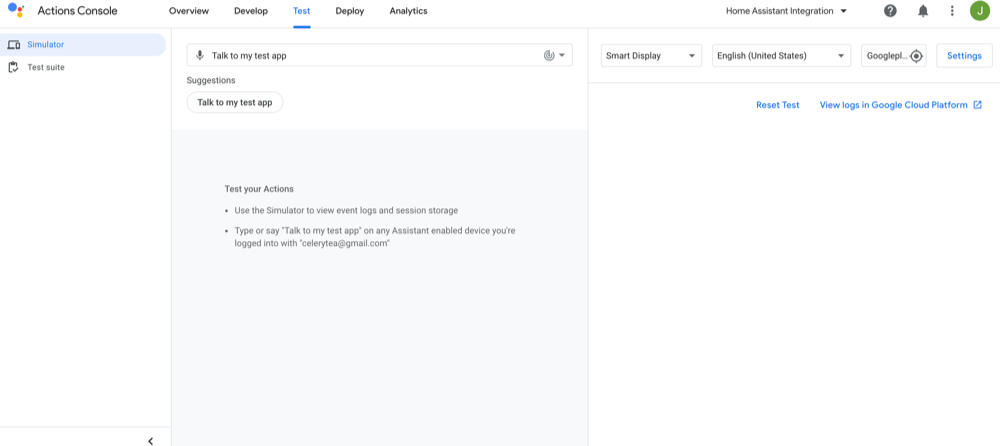 Actions Console
Overview
Develop
Test
Deploy
Analytics
Home Assistant Integration
J
Simulator
Test suite
Talk to my test app
Suggestions
Talk to my test app
Test your Actions
• Use the Simulator to view event logs and session storage
• Type or say "Talk to my test app" on any Assistant enabled device you're
logged into with "celerytea@gmail.com"
Smart Display
English (United States)
Googlepl...
Settings
Reset Test
View logs in Google Cloud Platform